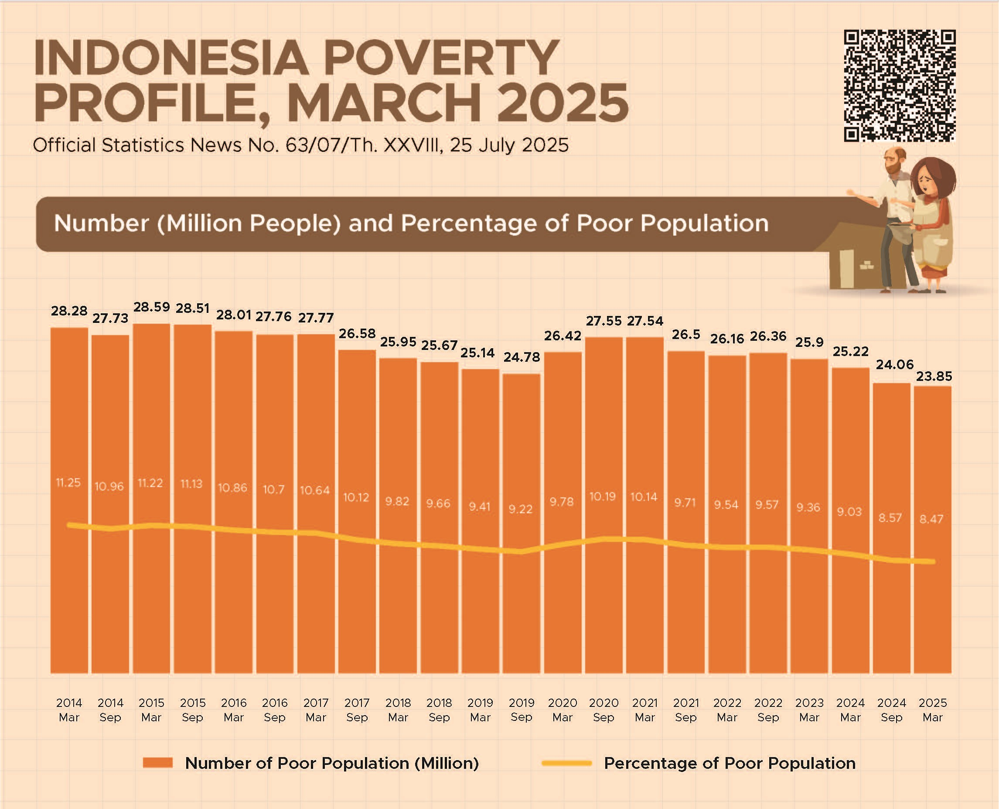 INDONESIA POVERTY
PROFILE, MARCH 2025
Official Statistics News No. 63/07/Th. XXVIII, 25 July 2025
Number (Million People) and Percentage of Poor Population
28.28 27.73 28.59 28.51 28.01 27.76 27.77 26.58 25.95 25.67 25.14 24.78 26.42 27.55 27.54 26.5 26.16 26.36 25.9 25.22 24.06 23.85
11.25 10.96 11.22 11.13 10.86 10.7 10.64 10.12 9.82 9.66 9.41 9.22 9.78 10.19 10.14 9.71 9.54 9.57 9.36 9.03 8.57 8.47
2014 2014 2015 2015 2016 2016 2017 2017 2018 2018 2019 2019 2020 2020 2021 2021 2022 2022 2023 2024 2024 2025
Mar Sep Mar Sep Mar Sep Mar Sep Mar Sep Mar Sep Mar Sep Mar Sep Mar Sep Mar Mar Sep Mar
Number of Poor Population (Million) Percentage of Poor Population